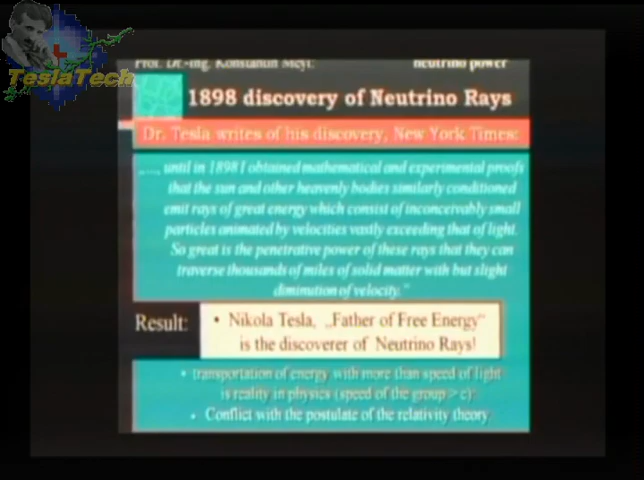 TeslaTech
Prof. Dr.-Ing. Konstantin Meyl: neutrino power
1898 discovery of Neutrino Rays
Dr. Tesla writes of his discovery, New York Times:
"..... until in 1898 I obtained mathematical and experimental proofs
that the sun and other heavenly bodies similarly conditioned
emit rays of great energy which consist of inconceivably small
particles animated by velocities vastly exceeding that of light.
So great is the penetrative power of these rays that they can
traverse thousands of miles of solid matter with but slight
diminution of velocity."
Result:
• Nikola Tesla, „Father of Free Energy“
is the discoverer of Neutrino Rays!
• transportation of energy with more than speed of light
is reality in physics (speed of the group > c)
• Conflict with the postulate of the relativity theory